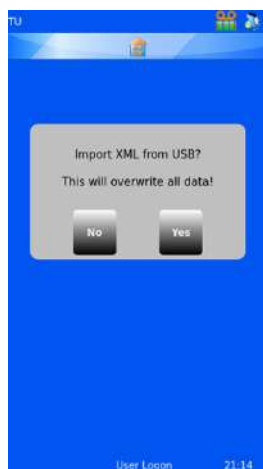 TU
Import XML from USB?
This will overwrite all data!
No Yes
User Logon 21:14